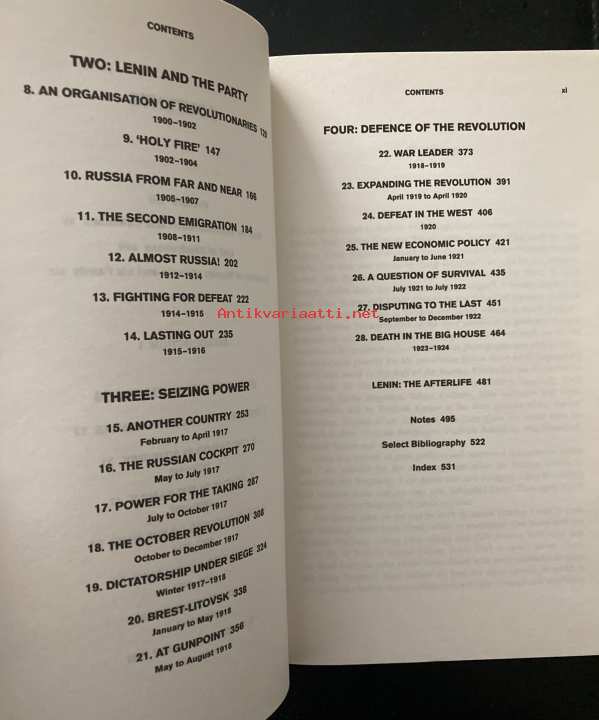 CONTENTS
TWO: LENIN AND THE PARTY
8. AN ORGANISATION OF REVOLUTIONARIES 129
1900–1902
9. ‘HOLY FIRE’ 147
1902–1904
10. RUSSIA FROM FAR AND NEAR 166
1905–1907
11. THE SECOND EMIGRATION 184
1908–1911
12. ALMOST RUSSIA! 202
1912–1914
13. FIGHTING FOR DEFEAT 222
1914–1915
14. LASTING OUT 235
1915–1916
THREE: SEIZING POWER
15. ANOTHER COUNTRY 253
February to April 1917
16. THE RUSSIAN COCKPIT 270
May to July 1917
17. POWER FOR THE TAKING 287
July to October 1917
18. THE OCTOBER REVOLUTION 308
October to December 1917
19. DICTATORSHIP UNDER SIEGE 324
Winter 1917–1918
20. BREST-LITOVSK 338
January to May 1918
21. AT GUNPOINT 356
May to August 1918
CONTENTS xi
FOUR: DEFENCE OF THE REVOLUTION
22. WAR LEADER 373
1918–1919
23. EXPANDING THE REVOLUTION 391
April 1919 to April 1920
24. DEFEAT IN THE WEST 406
1920
25. THE NEW ECONOMIC POLICY 421
January to June 1921
26. A QUESTION OF SURVIVAL 435
July 1921 to July 1922
27. DISPUTING TO THE LAST 451
September to December 1922
28. DEATH IN THE BIG HOUSE 464
1923–1924
LENIN: THE AFTERLIFE 481
Notes 495
Select Bibliography 522
Index 531
Antikvariaatti.net